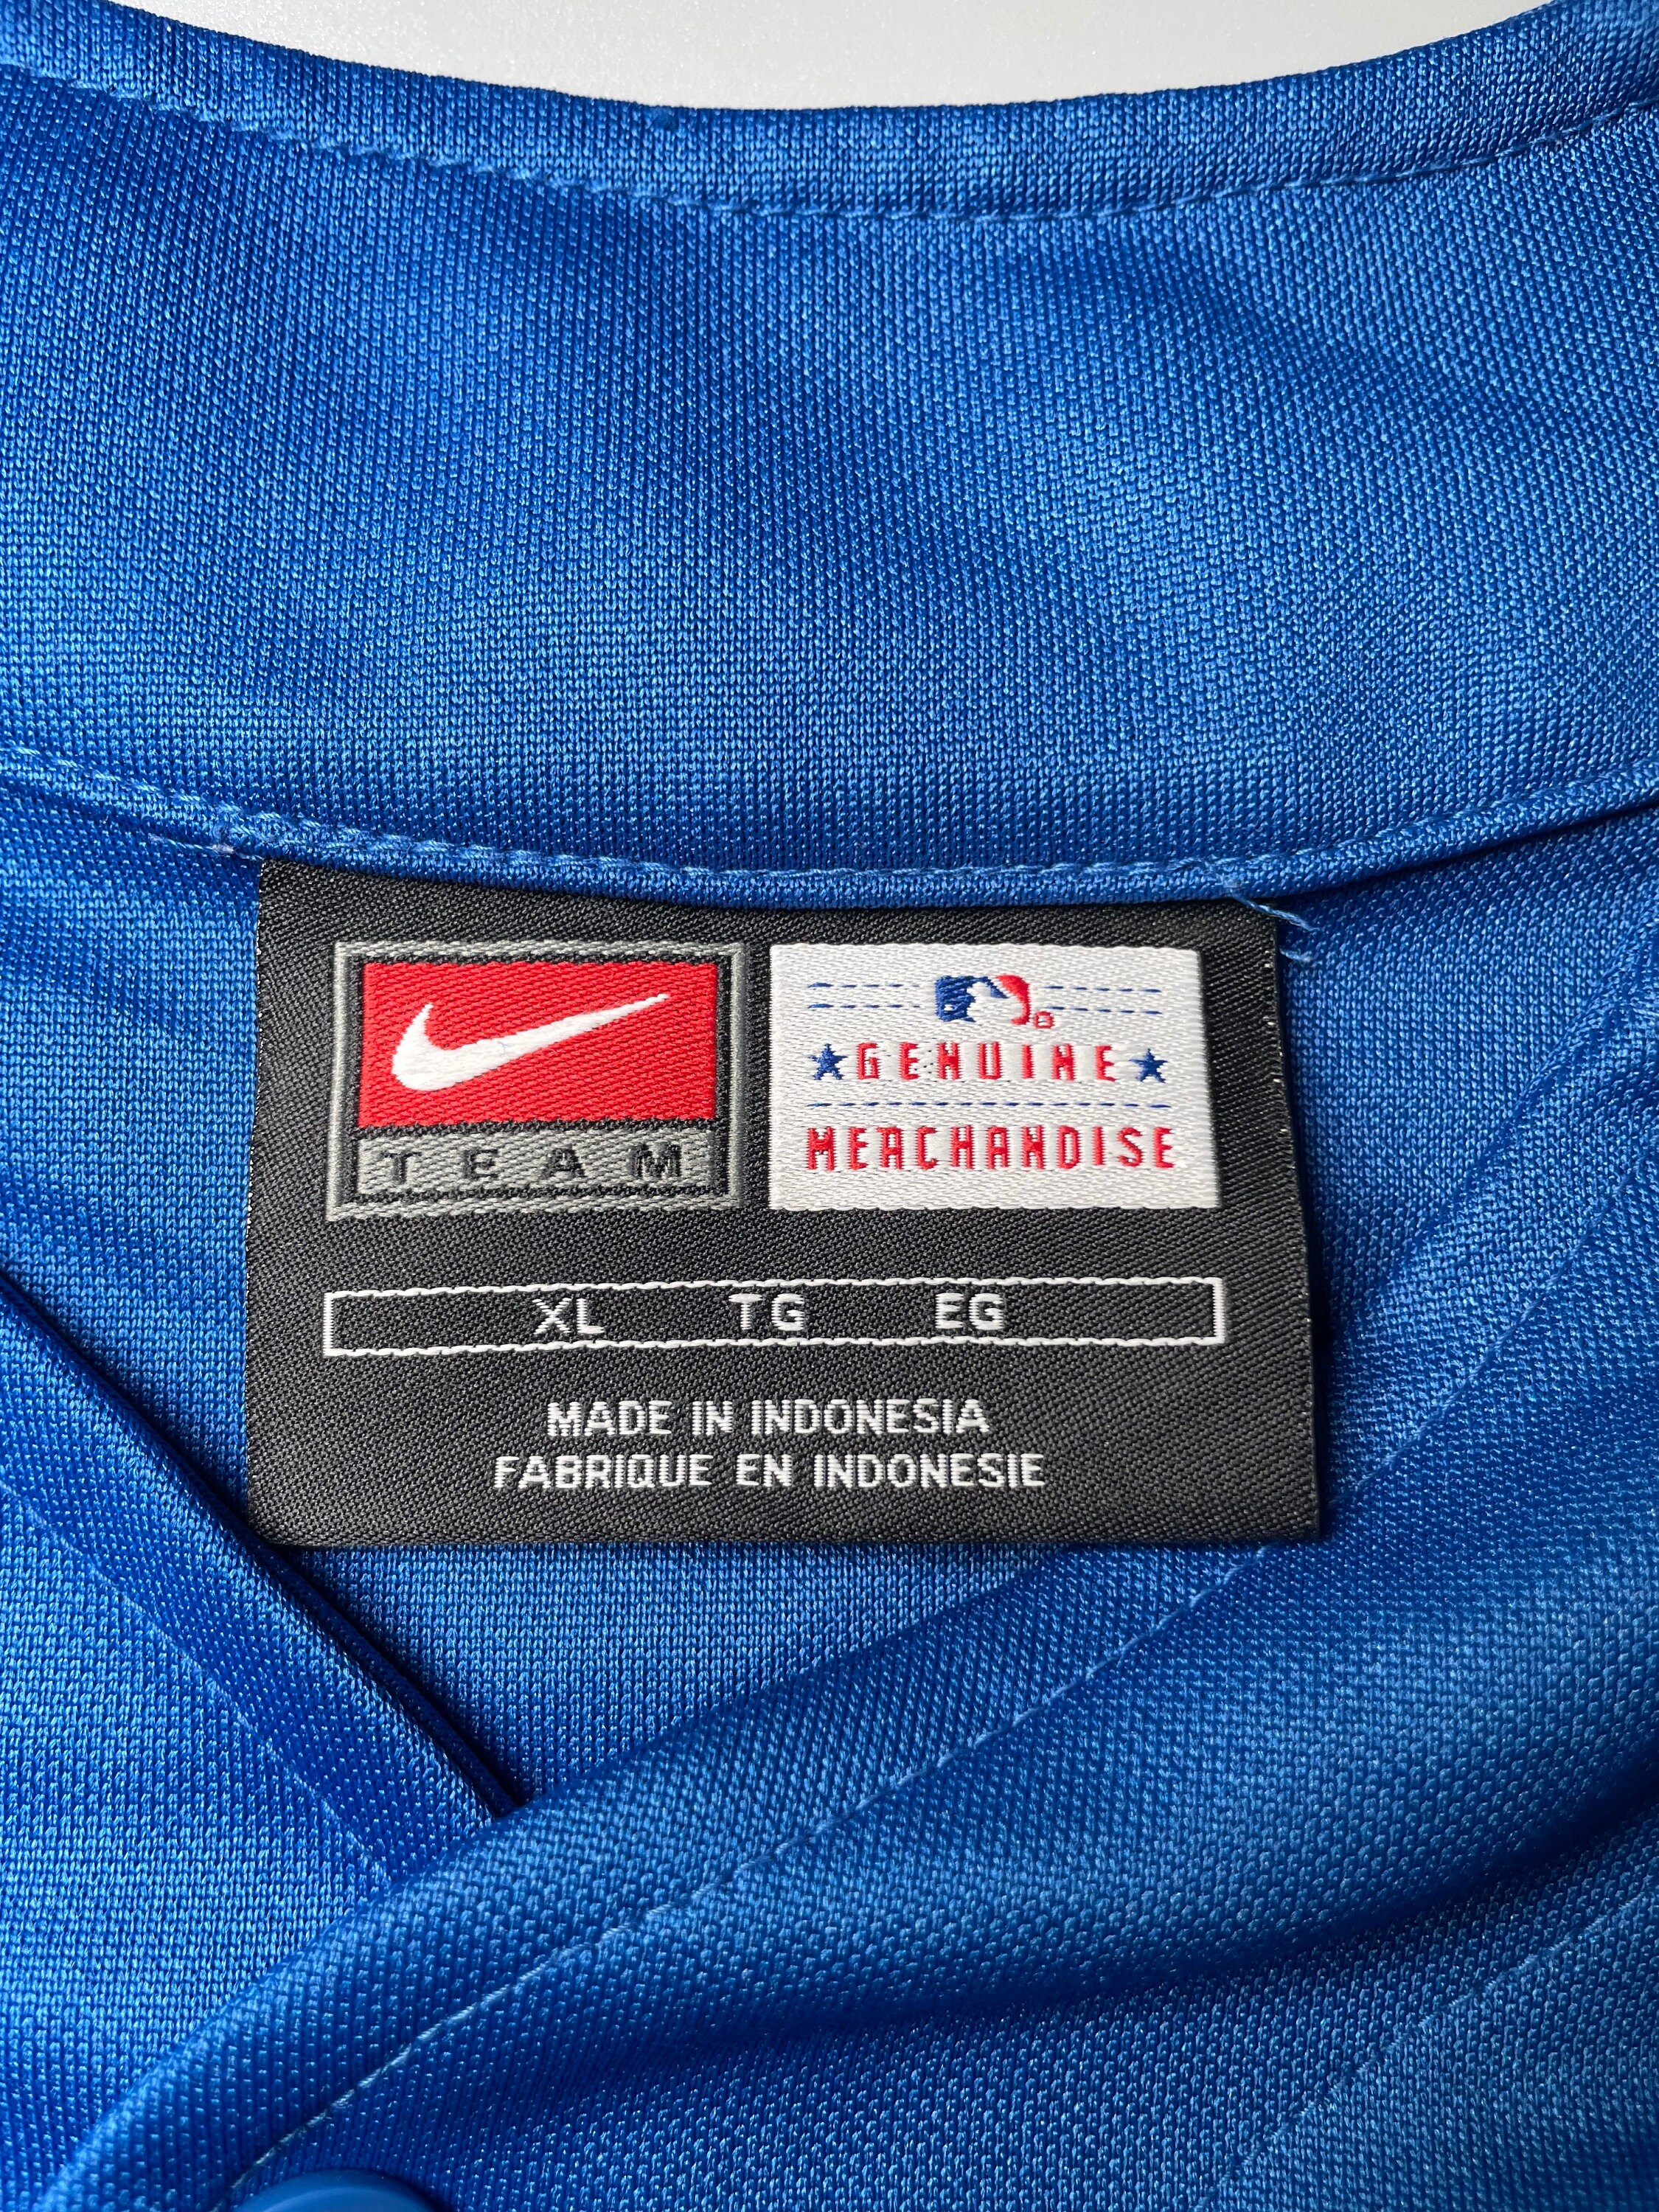 TEAM
GENUINE
MERCHANDISE
XL TG EG
MADE IN INDONESIA
FABRIQUE EN INDONESIE